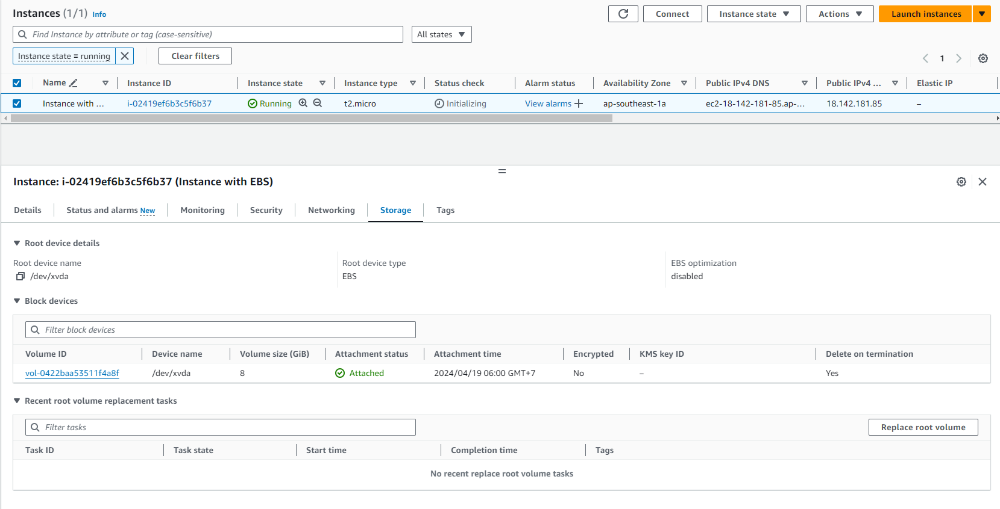 Instances (1/1) Info
Connect Instance state Actions Launch instances
Find Instance by attribute or tag (case-sensitive) All states
Instance state = running Clear filters
1
Name Instance ID Instance state Instance type Status check Alarm status Availability Zone Public IPv4 DNS Public IPv4 ... Elastic IP
Instance with ... i-02419ef6b3c5f6b37 Running t2.micro Initializing View alarms ap-southeast-1a ec2-18-142-181-85.ap-... 18.142.181.85 –
Instance: i-02419ef6b3c5f6b37 (Instance with EBS)
Details Status and alarms New Monitoring Security Networking Storage Tags
Root device details
Root device name Root device type EBS optimization
/dev/xvda EBS disabled
Block devices
Filter block devices
Volume ID Device name Volume size (GiB) Attachment status Attachment time Encrypted KMS key ID Delete on termination
vol-0422baa53511f4a8f /dev/xvda 8 Attached 2024/04/19 06:00 GMT+7 No – Yes
Recent root volume replacement tasks
Filter tasks Replace root volume
Task ID Task state Start time Completion time Tags
No recent replace root volume tasks